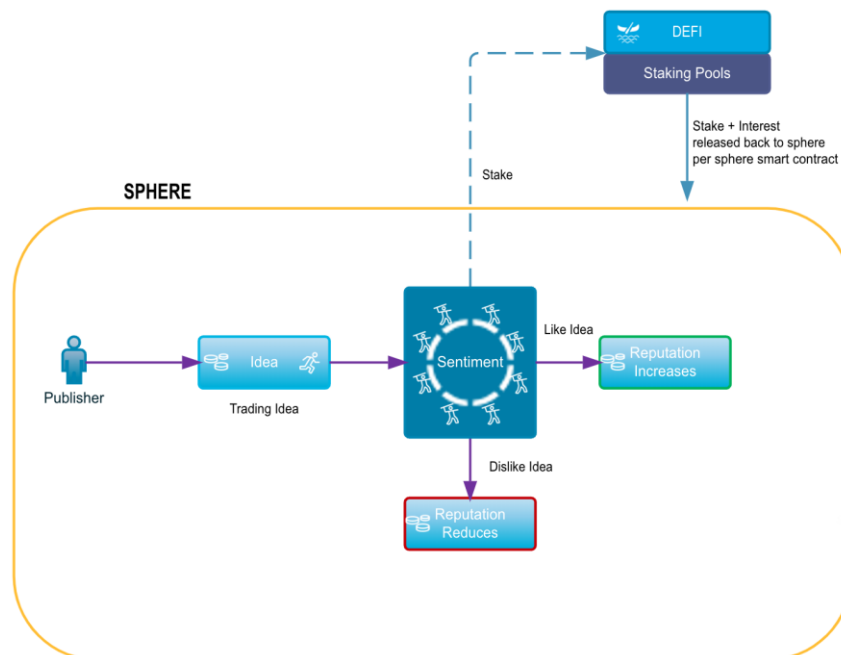 DEFI
Staking Pools
Stake + Interest
released back to sphere
per sphere smart contract
Stake
SPHERE
Publisher
Idea
Trading Idea
Sentiment
Like Idea
Reputation
Increases
Dislike Idea
Reputation
Reduces